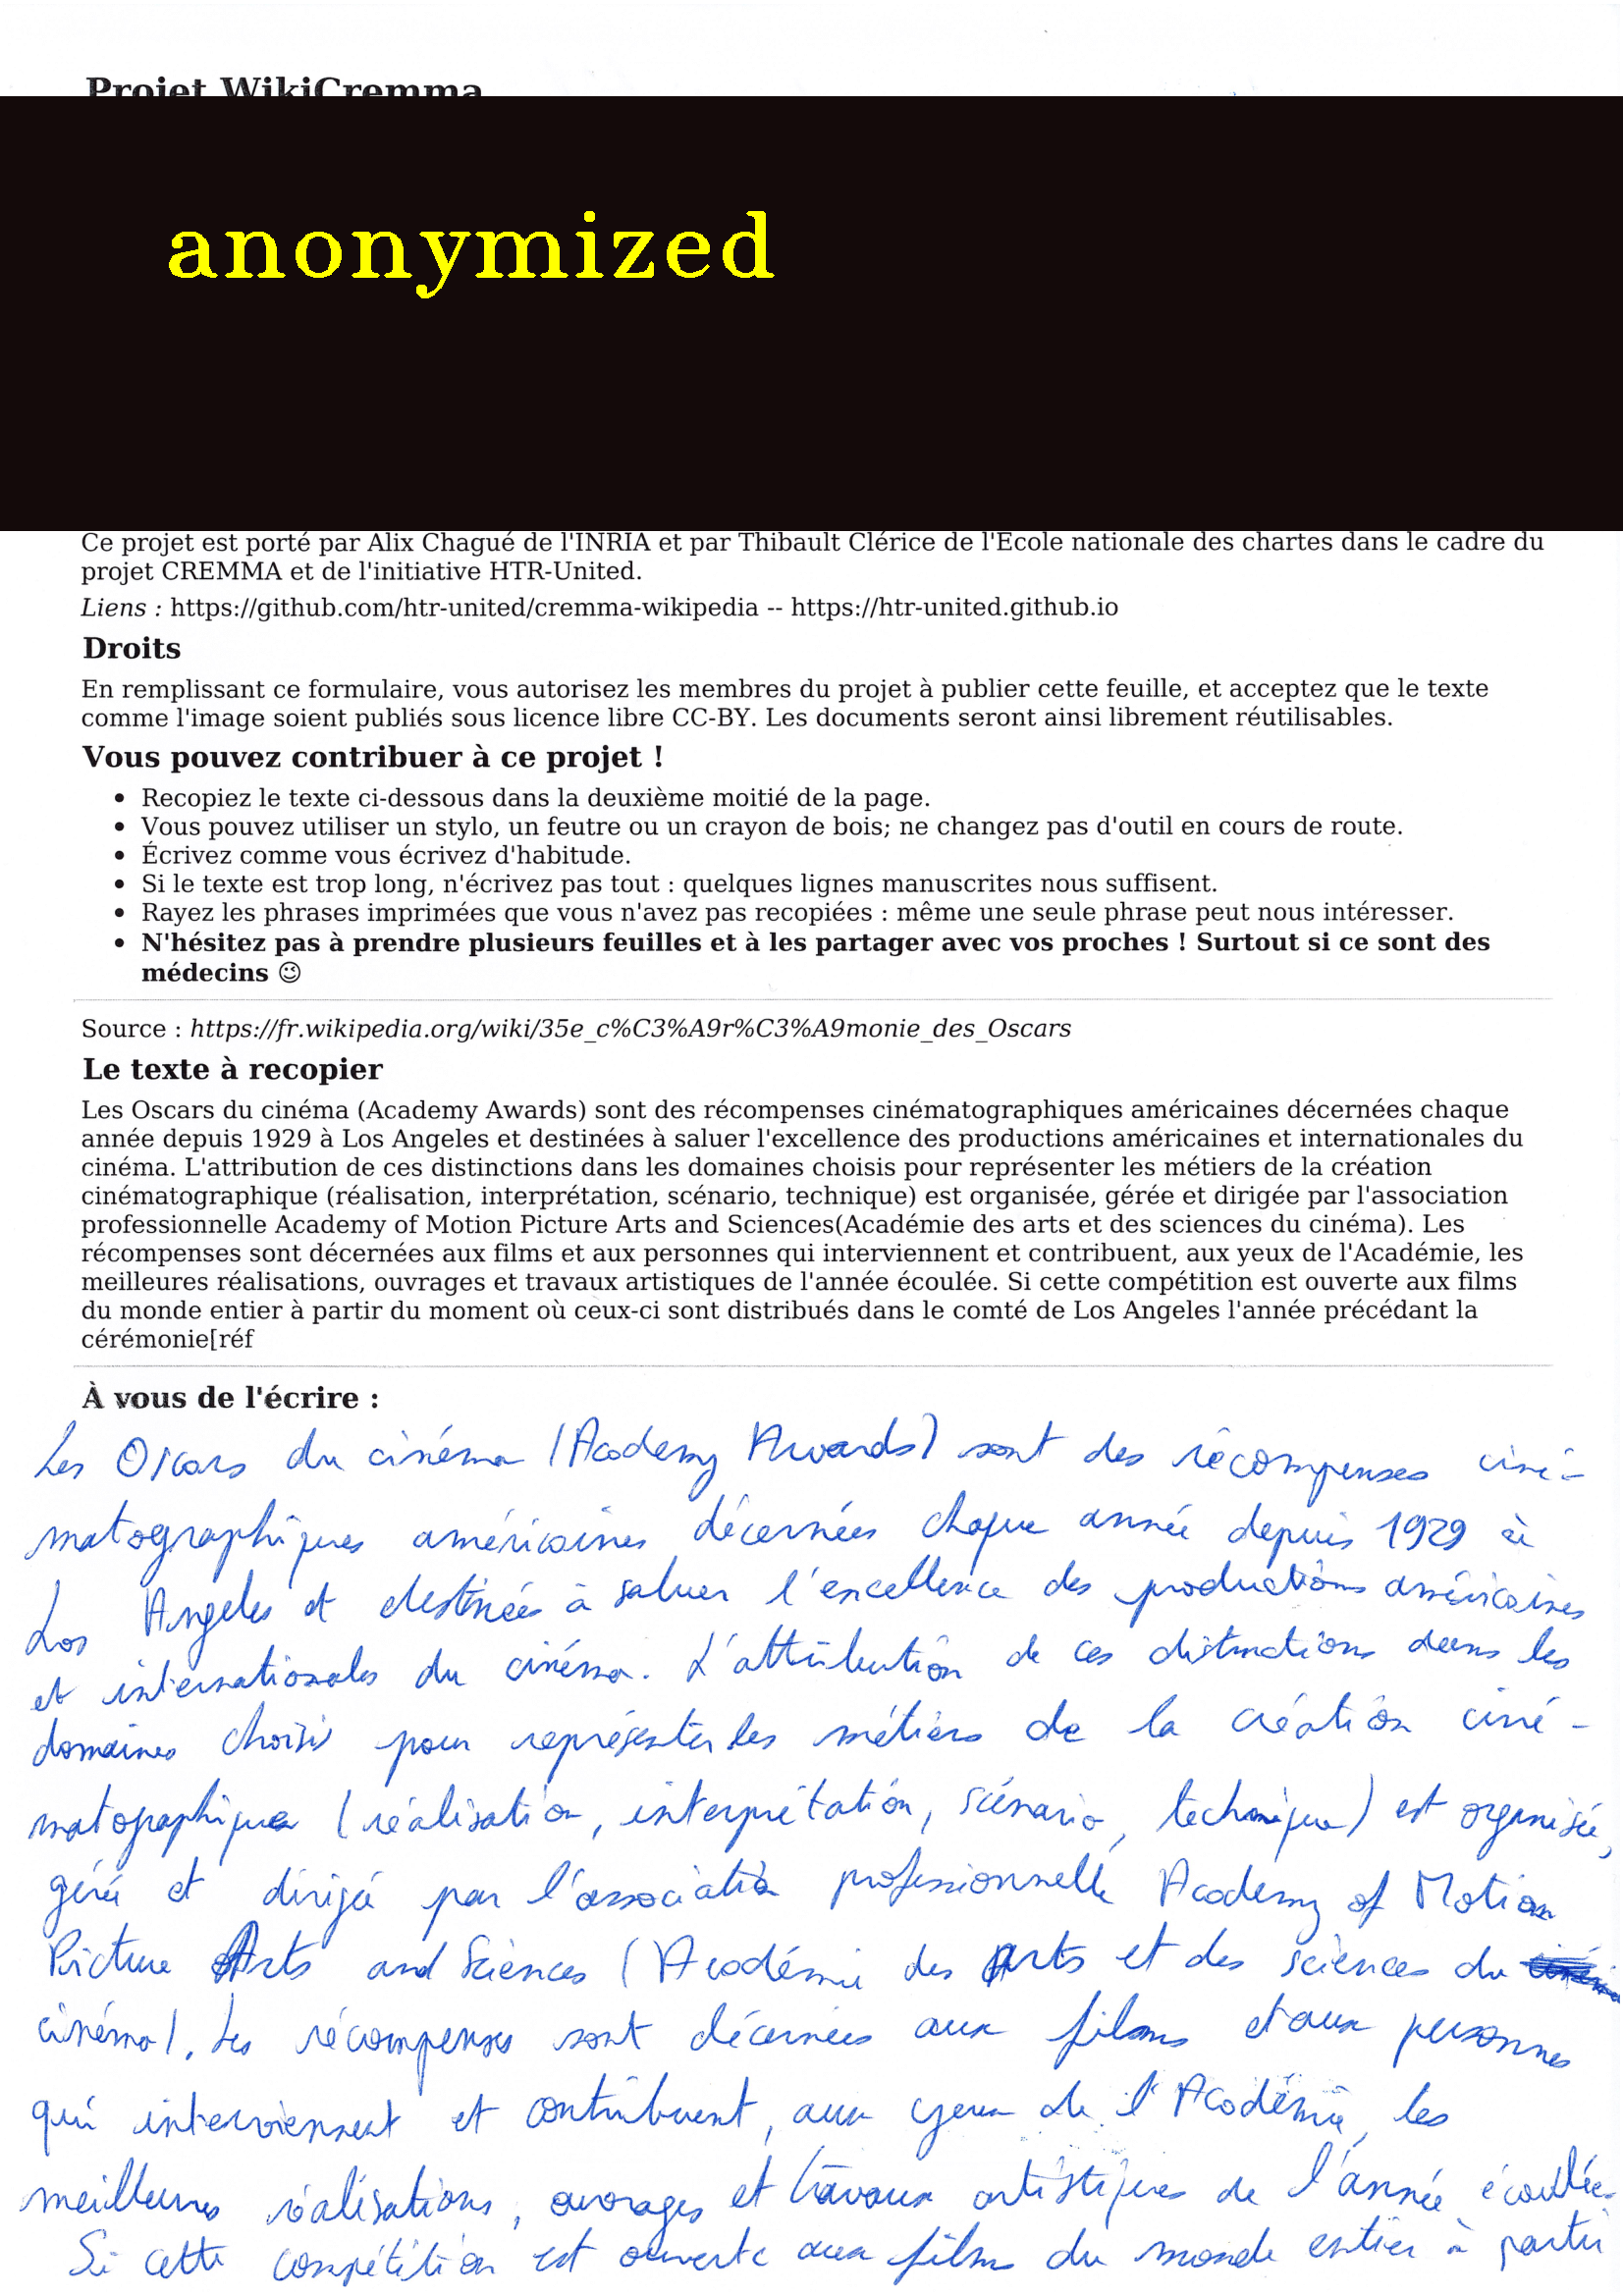 Projet WikiCremma
anonymized
Ce projet est porté par Alix Chagué de l'INRIA et par Thibault Clérice de l'Ecole nationale des chartes dans le cadre du
projet CREMMA et de l'initiative HTR-United.
Liens : https://github.com/htr-united/cremma-wikipedia -- https://htr-united.github.io
Droits
En remplissant ce formulaire, vous autorisez les membres du projet à publier cette feuille, et acceptez que le texte
comme l'image soient publiés sous licence libre CC-BY. Les documents seront ainsi librement réutilisables.
Vous pouvez contribuer à ce projet !
• Recopiez le texte ci-dessous dans la deuxième moitié de la page.
• Vous pouvez utiliser un stylo, un feutre ou un crayon de bois; ne changez pas d'outil en cours de route.
• Écrivez comme vous écrivez d'habitude.
• Si le texte est trop long, n'écrivez pas tout : quelques lignes manuscrites nous suffisent.
• Rayez les phrases imprimées que vous n'avez pas recopiées : même une seule phrase peut nous intéresser.
• N'hésitez pas à prendre plusieurs feuilles et à les partager avec vos proches ! Surtout si ce sont des
médecins 😉
Source : https://fr.wikipedia.org/wiki/35e_c%C3%A9r%C3%A9monie_des_Oscars
Le texte à recopier
Les Oscars du cinéma (Academy Awards) sont des récompenses cinématographiques américaines décernées chaque
année depuis 1929 à Los Angeles et destinées à saluer l'excellence des productions américaines et internationales du
cinéma. L'attribution de ces distinctions dans les domaines choisis pour représenter les métiers de la création
cinématographique (réalisation, interprétation, scénario, technique) est organisée, gérée et dirigée par l'association
professionnelle Academy of Motion Picture Arts and Sciences(Académie des arts et des sciences du cinéma). Les
récompenses sont décernées aux films et aux personnes qui interviennent et contribuent, aux yeux de l'Académie, les
meilleures réalisations, ouvrages et travaux artistiques de l'année écoulée. Si cette compétition est ouverte aux films
du monde entier à partir du moment où ceux-ci sont distribués dans le comté de Los Angeles l'année précédant la
cérémonie[réf
À vous de l'écrire :
Les Oscars du cinéma (Academy Awards) sont des récompenses ciné-
matographiques américaines décernées chaque année depuis 1929 à
Los Angeles et destinées à saluer l'excellence des productions américaines
et internationales du cinéma. L'attribution de ces distinctions dans les
domaines choisis pour représenter les métiers de la création ciné-
matographique (réalisation, interprétation, scénario, technique) est organisée,
gérée et dirigée par l'association professionnelle Academy of Motion
Picture Arts and Sciences (Académie des Arts et des sciences du
cinéma). Les récompenses sont décernées aux films et aux personnes
qui interviennent et contribuent, aux yeux de l'Académie, les
meilleures réalisations, ouvrages et travaux artistiques de l'année écoulée.
Si cette compétition est ouverte aux films du monde entier à partir